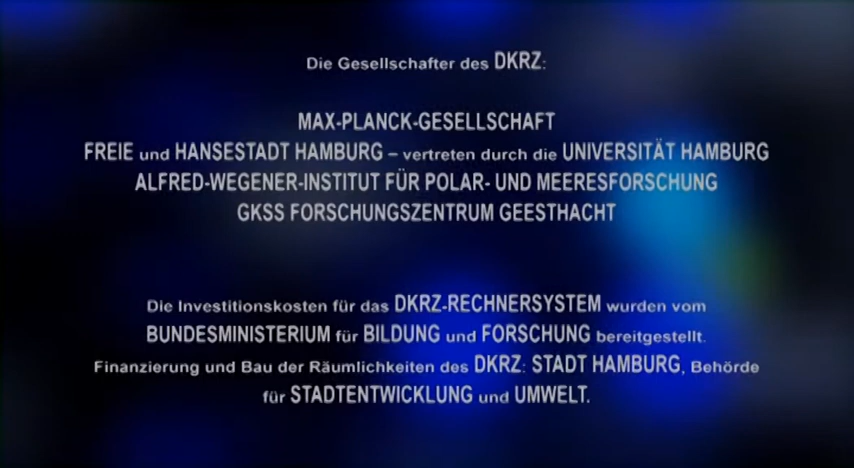 Die Gesellschafter des DKRZ:
MAX-PLANCK-GESELLSCHAFT
FREIE und HANSESTADT HAMBURG – vertreten durch die UNIVERSITÄT HAMBURG
ALFRED-WEGENER-INSTITUT FÜR POLAR- UND MEERESFORSCHUNG
GKSS FORSCHUNGSZENTRUM GEESTHACHT
Die Investitionskosten für das DKRZ-RECHNERSYSTEM wurden vom
BUNDESMINISTERIUM für BILDUNG und FORSCHUNG bereitgestellt.
Finanzierung und Bau der Räumlichkeiten des DKRZ: STADT HAMBURG, Behörde
für STADTENTWICKLUNG und UMWELT.